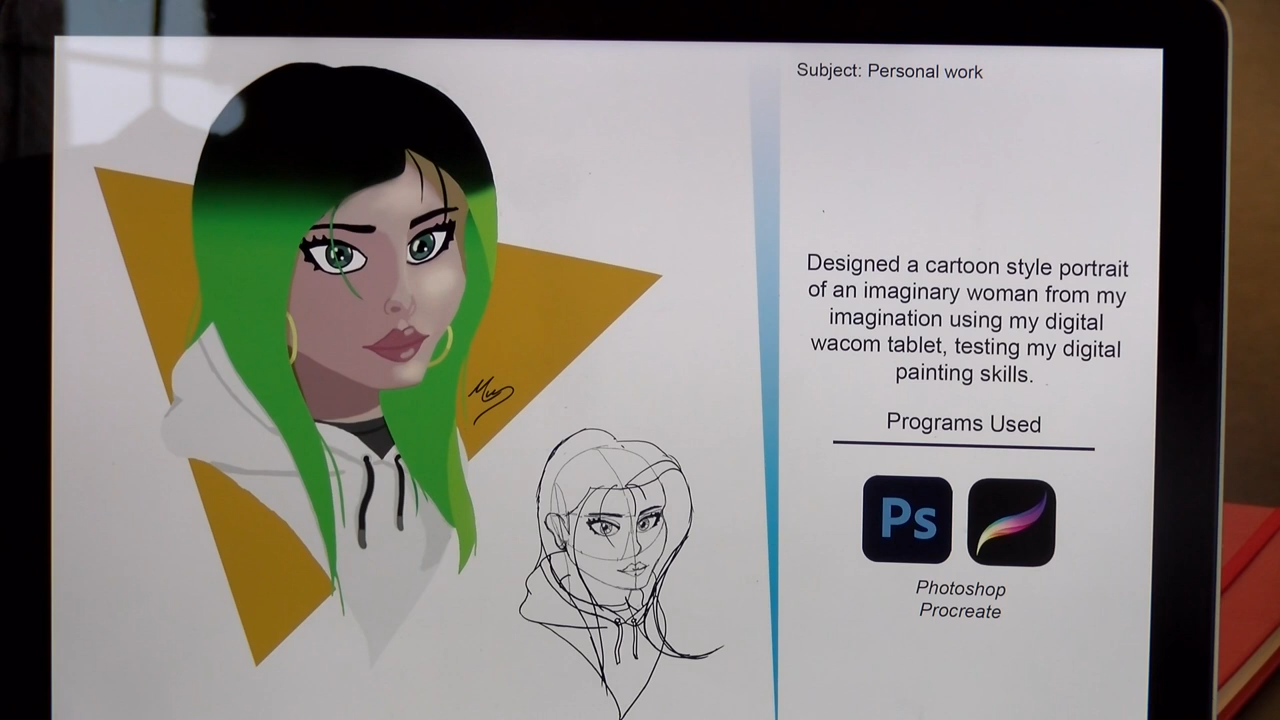 Subject: Personal work
Designed a cartoon style portrait
of an imaginary woman from my
imagination using my digital
wacom tablet, testing my digital
painting skills.
Programs Used
Ps
Photoshop
Procreate